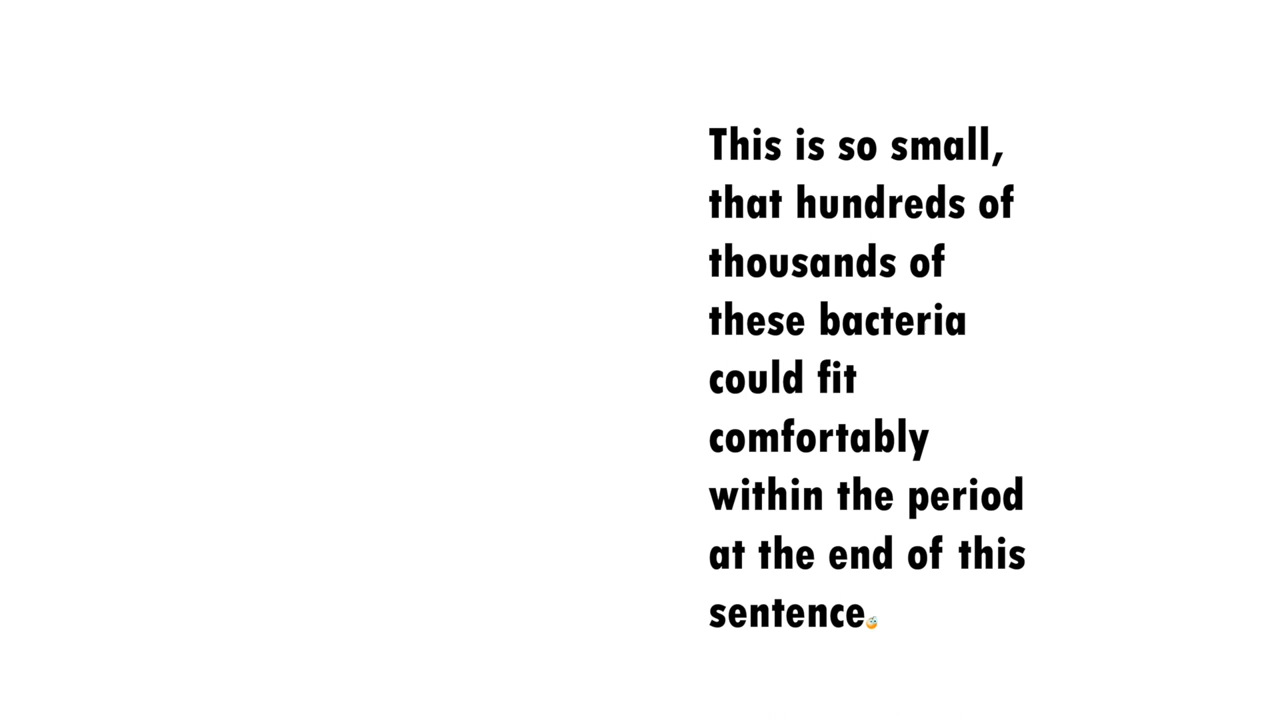 This is so small,
that hundreds of
thousands of
these bacteria
could fit
comfortably
within the period
at the end of this
sentence